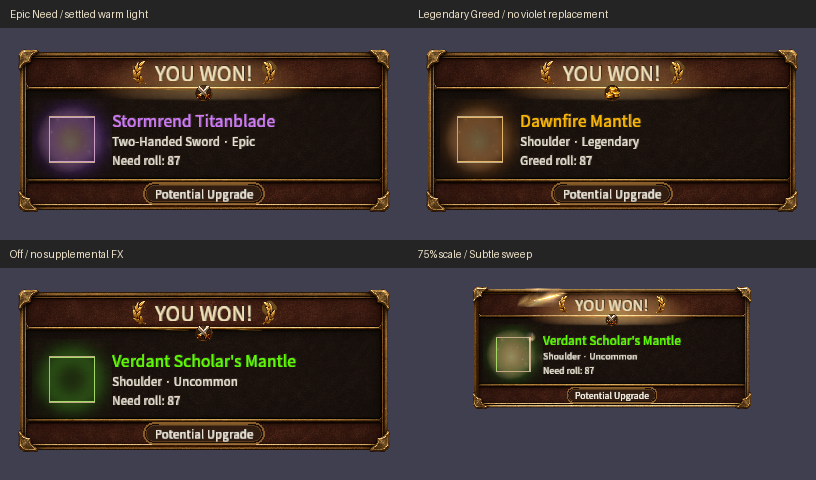 Epic Need / settled warm light
YOU WON!
Stormrend Titanblade
Two-Handed Sword · Epic
Need roll: 87
Potential Upgrade
Legendary Greed / no violet replacement
YOU WON!
Dawnfire Mantle
Shoulder · Legendary
Greed roll: 87
Potential Upgrade
Off / no supplemental FX
YOU WON!
Verdant Scholar's Mantle
Shoulder · Uncommon
Need roll: 87
Potential Upgrade
75% scale / Subtle sweep
YOU WON!
Verdant Scholar's Mantle
Shoulder · Uncommon
Need roll: 87
Potential Upgrade